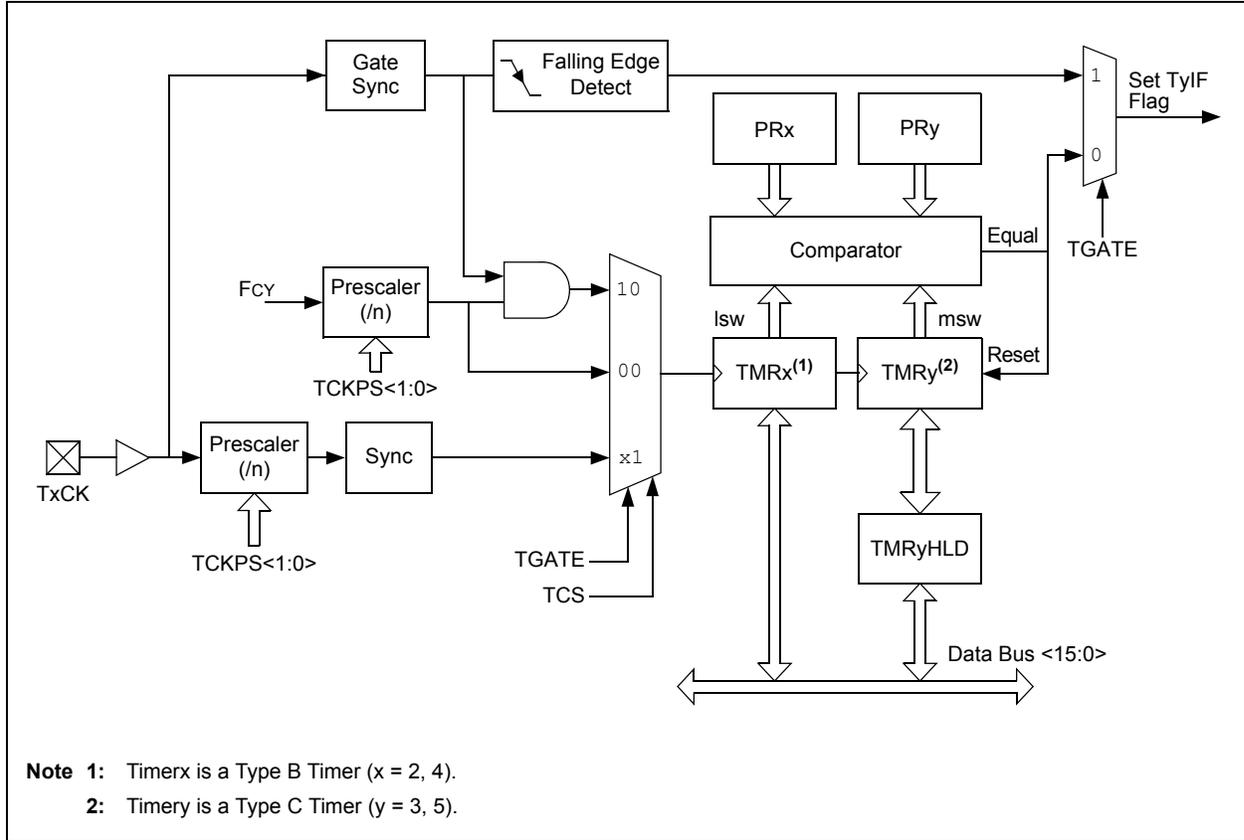 Gate
Sync
Falling Edge
Detect
1
Set TyIF
Flag
PRx
PRy
0
Comparator
Equal
TGATE
FCY
Prescaler
(/n)
10
lsw
msw
TCKPS<1:0>
00
TMRx(1)
TMRy(2)
Reset
TxCK
Prescaler
(/n)
Sync
x1
TCKPS<1:0>
TGATE
TCS
TMRyHLD
Data Bus <15:0>
Note 1: Timerx is a Type B Timer (x = 2, 4).
2: Timery is a Type C Timer (y = 3, 5).